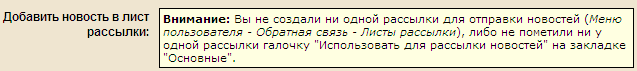 Добавить новость в лист
рассылки:
Внимание: Вы не создали ни одной рассылки для отправки новостей (Меню
пользователя - Обратная связь - Листы рассылки), либо не пометили ни у
одной рассылки галочку "Использовать для рассылки новостей" на закладке
"Основные".